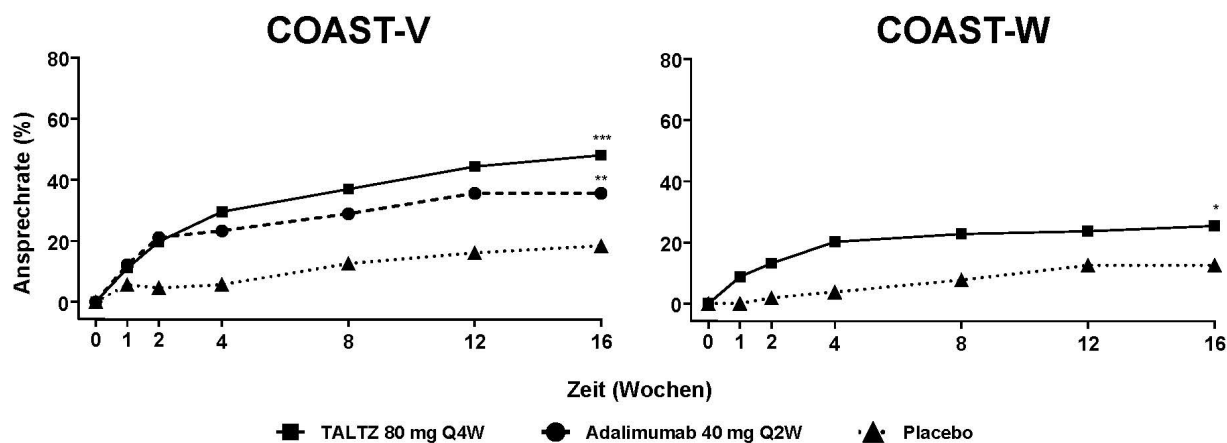 COAST-V
COAST-W
Ansprechrate (%)
80
60
40
20
0
***
**
0 1 2 4 8 12 16
80
60
40
20
0
*
0 1 2 4 8 12 16
Zeit (Wochen)
TALTZ 80 mg Q4W Adalimumab 40 mg Q2W Placebo